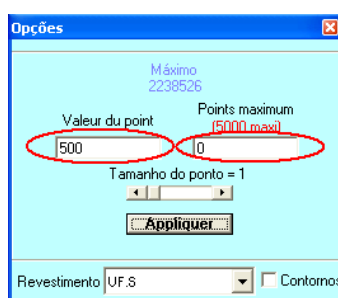 Opções
Máximo
2238526
Valeur du point
Points maximum
(5000 maxi)
500
0
Tamanho do ponto = 1
Appliquer
Revestimento UF.S Contornos